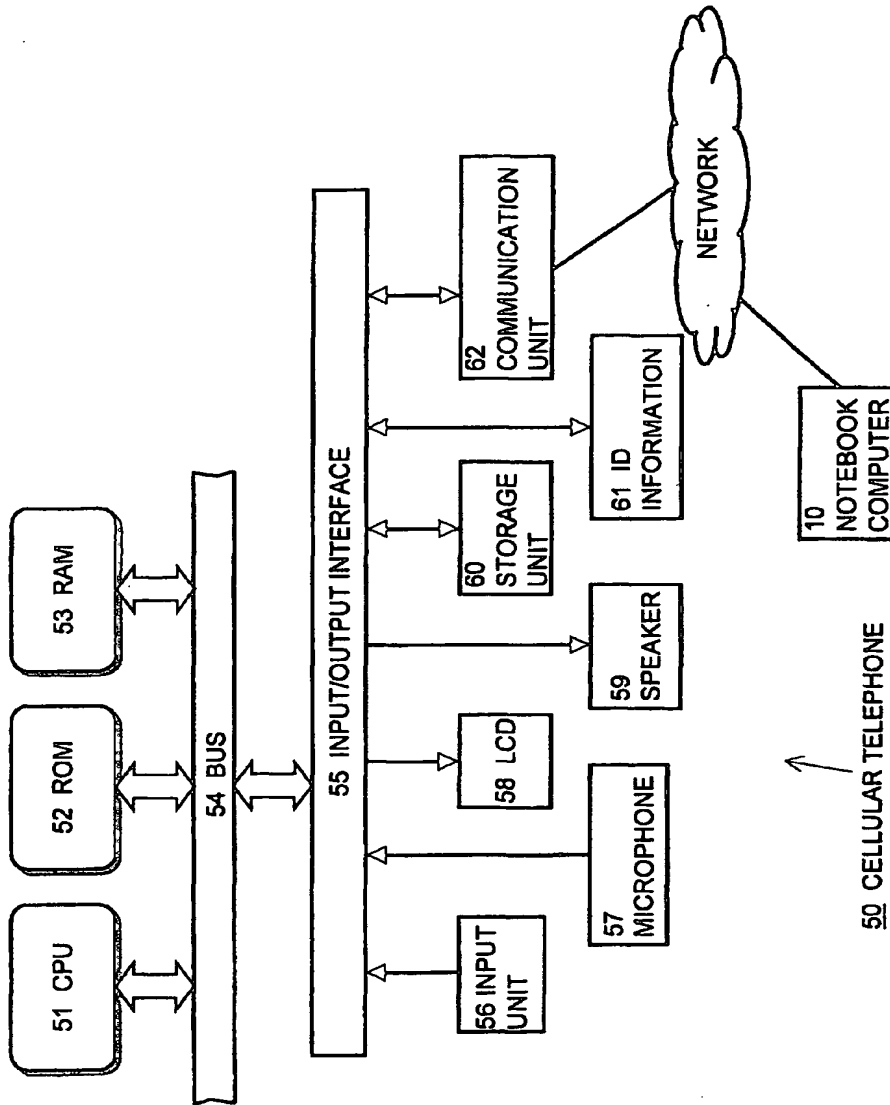 51 CPU
52 ROM
53 RAM
54 BUS
55 INPUT/OUTPUT INTERFACE
56 INPUT
UNIT
57
MICROPHONE
58 LCD
59
SPEAKER
60
STORAGE
UNIT
61 ID
INFORMATION
62
COMMUNICATION
UNIT
NETWORK
10
NOTEBOOK
COMPUTER
50 CELLULAR TELEPHONE